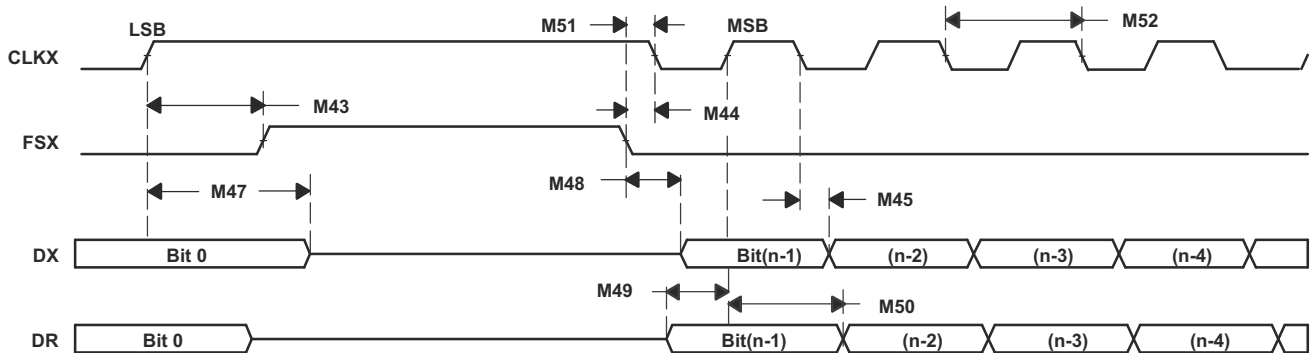 LSB M51 MSB M52
CLKX
M43 M44
FSX
M47 M48 M45
DX Bit 0 Bit(n-1) (n-2) (n-3) (n-4)
M49 M50
DR Bit 0 Bit(n-1) (n-2) (n-3) (n-4)